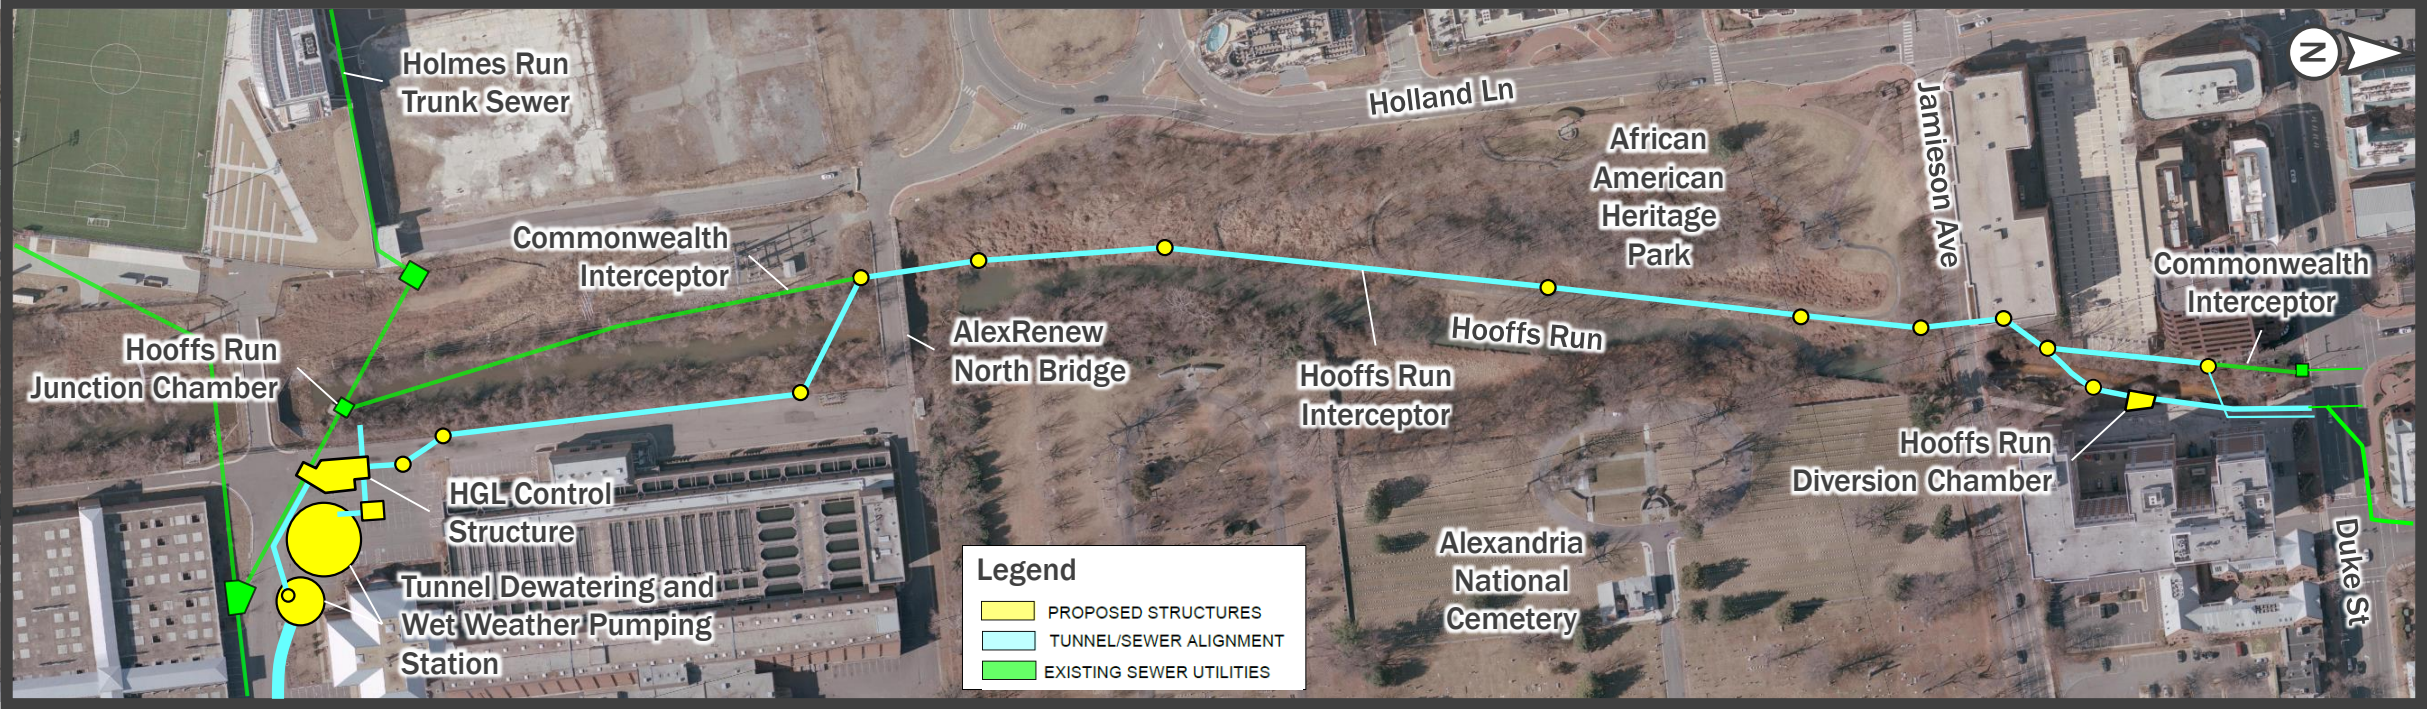 Holmes Run
Trunk Sewer
Holland Ln
African
American
Heritage
Park
Jamieson Ave
N
Commonwealth
Interceptor
Commonwealth
Interceptor
Hooffs Run
Junction Chamber
AlexRenew
North Bridge
Hooffs Run
Hooffs Run
Interceptor
Hooffs Run
Diversion Chamber
HGL Control
Structure
Alexandria
National
Cemetery
Duke St
Tunnel Dewatering and
Wet Weather Pumping
Station
Legend
PROPOSED STRUCTURES
TUNNEL/SEWER ALIGNMENT
EXISTING SEWER UTILITIES